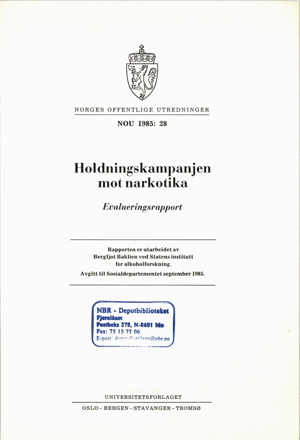 NORGES OFFENTLIGE UTREDNINGER
NOU 1985: 28
Holdningskampanjen
mot narkotika
Evalueringsrapport
Rapporten er utarbeidet av
Bergljot Baklien ved Statens institutt
for alkoholforskning.
Avgitt til Sosialdepartementet september 1985.
NBR - Depotbiblioteket
Fjernlånet
Postboks 278, N-8601 Mo
Fax: 75 15 75 06
E-post:
UNIVERSITETSFORLAGET
OSLO – BERGEN – STAVANGER – TROMSØ